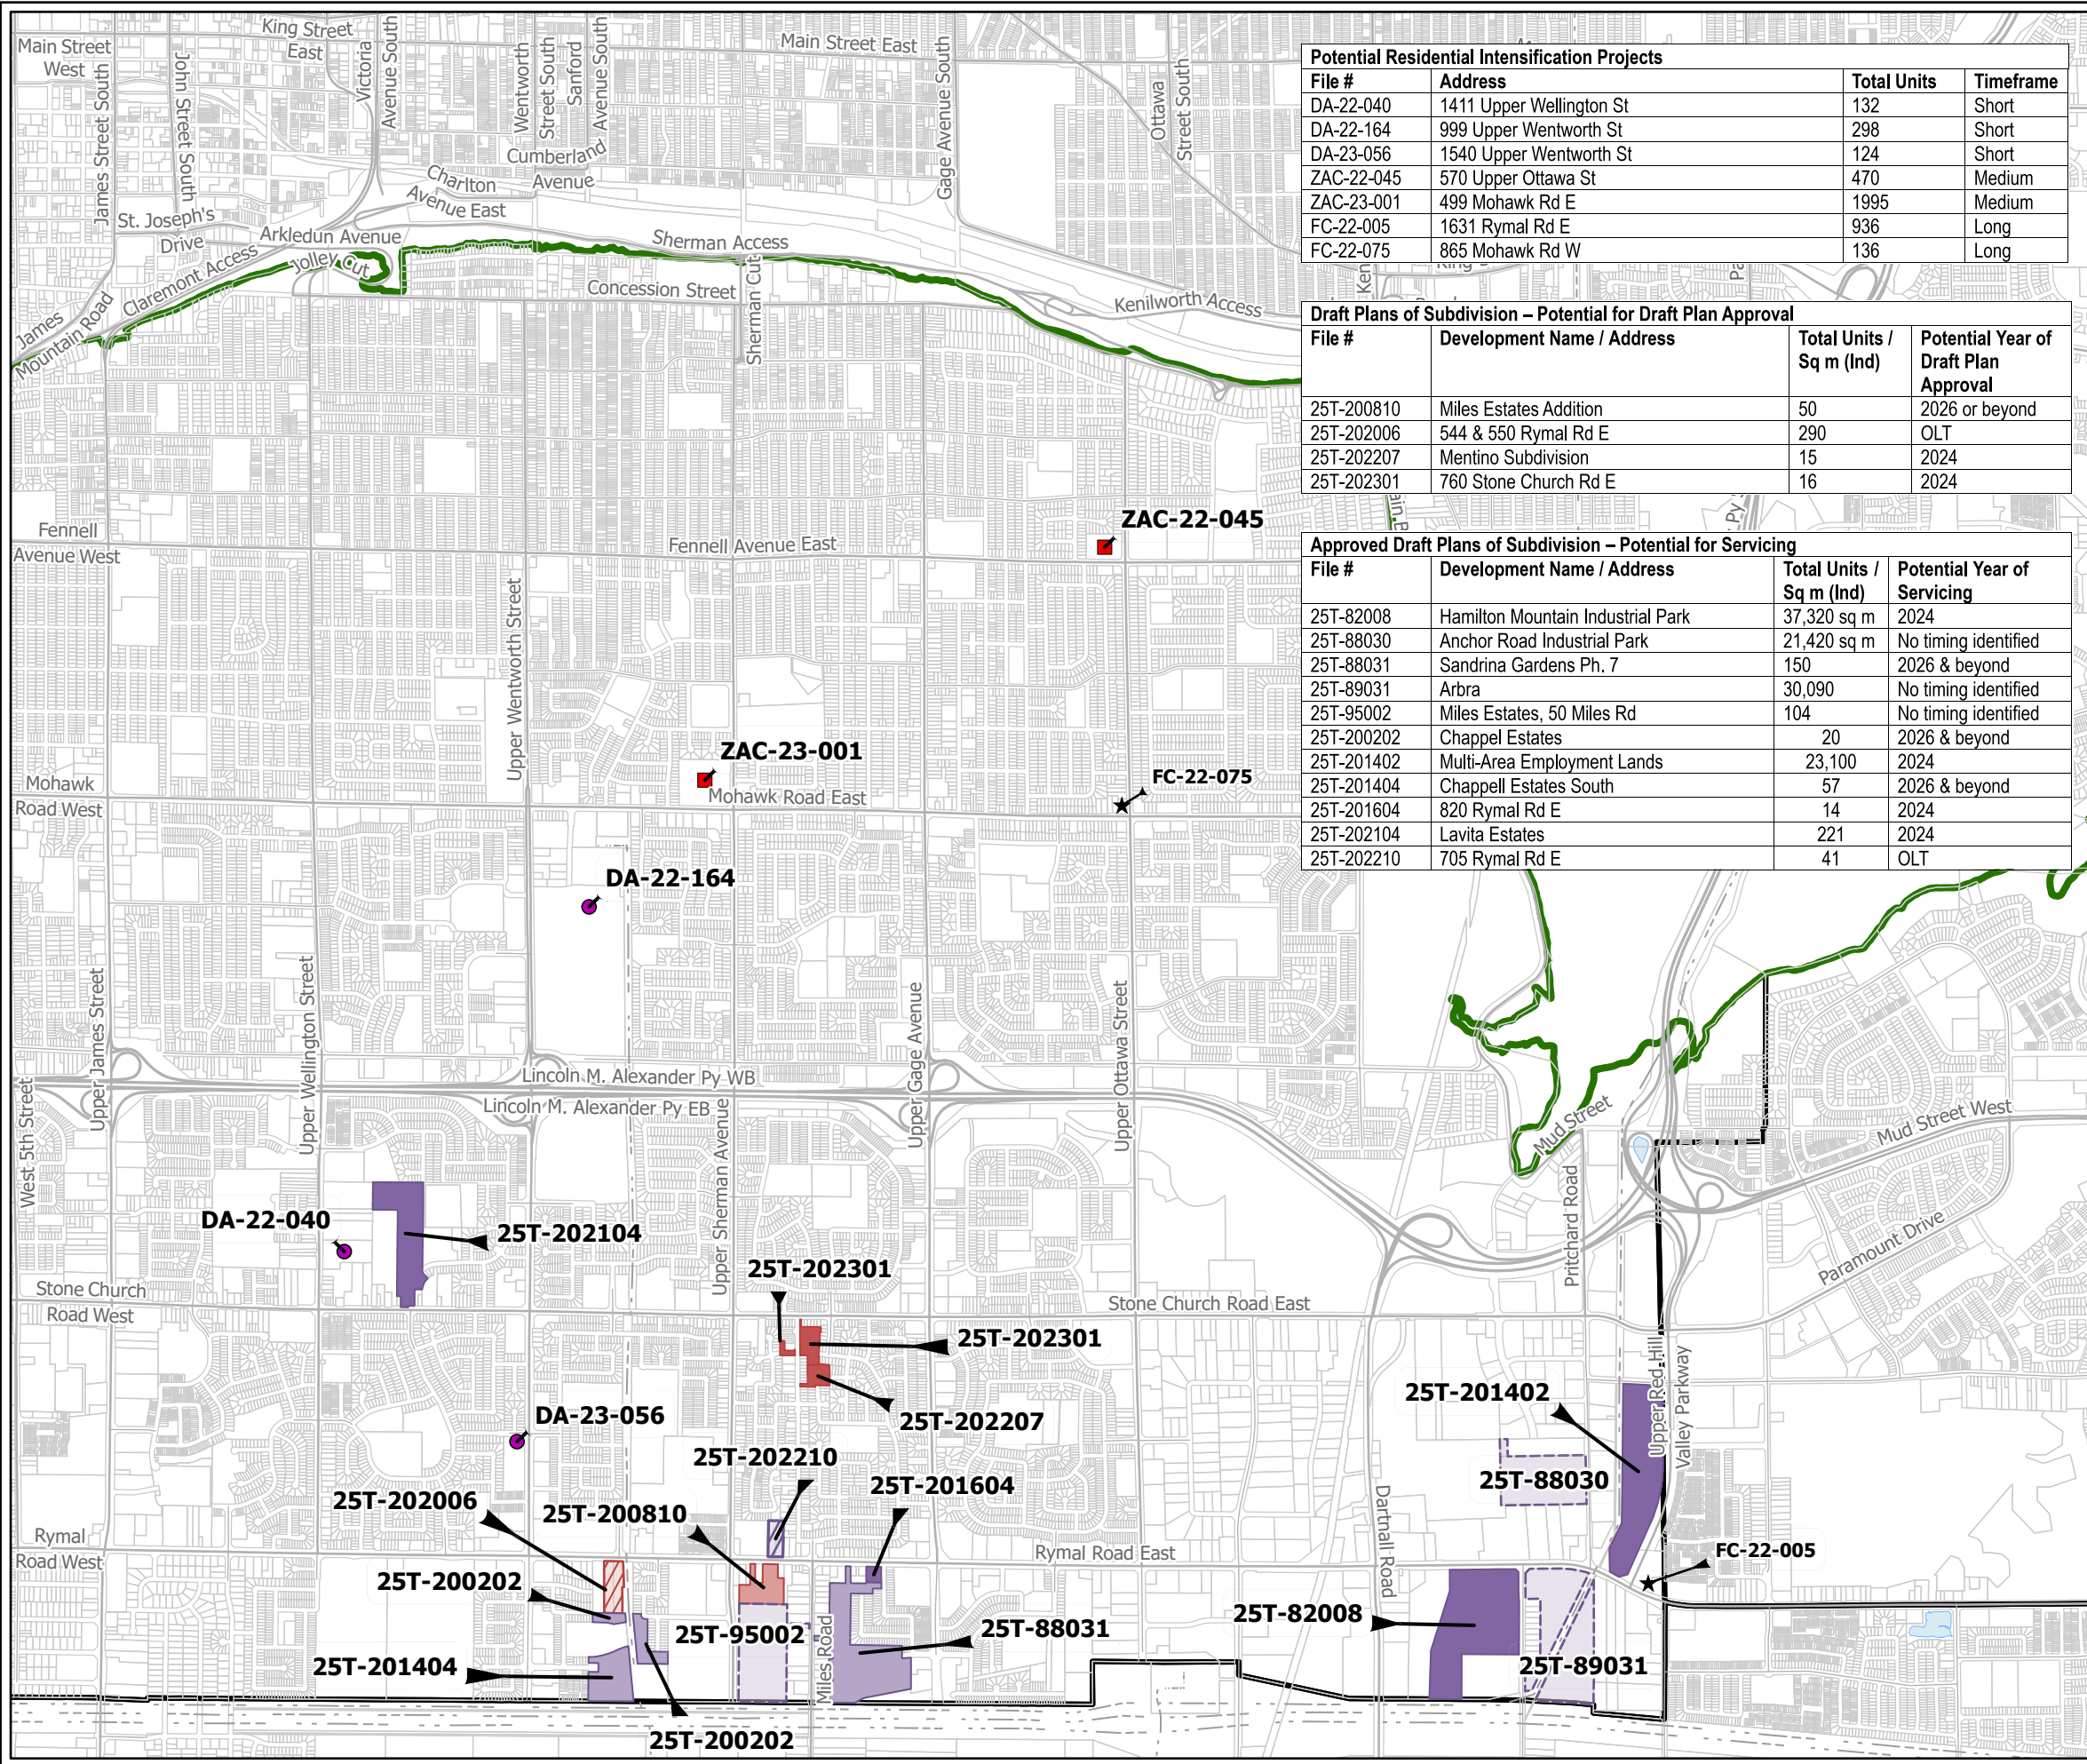 King Street
East
Main Street
West
Victoria
Avenue South
John Street South
James Street South
Wentworth
Street South
Sanford
Avenue South
Main Street East
Gage Avenue South
Ottawa
Street South
Cumberland
Avenue
Charlton
Avenue East
St. Joseph's
Drive
Arkledun Avenue
Jolley Cut
Claremont Access
Sherman Access
Sherman Cut
Concession Street
Kenilworth Access
James
Mountain Road
Potential Residential Intensification Projects
File # Address Total Units Timeframe
DA-22-040 1411 Upper Wellington St 132 Short
DA-22-164 999 Upper Wentworth St 298 Short
DA-23-056 1540 Upper Wentworth St 124 Short
ZAC-22-045 570 Upper Ottawa St 470 Medium
ZAC-23-001 499 Mohawk Rd E 1995 Medium
FC-22-005 1631 Rymal Rd E 936 Long
FC-22-075 865 Mohawk Rd W 136 Long
Draft Plans of Subdivision – Potential for Draft Plan Approval
File # Development Name / Address Total Units / Potential Year of
Sq m (Ind) Draft Plan
Approval
25T-200810 Miles Estates Addition 50 2026 or beyond
25T-202006 544 & 550 Rymal Rd E 290 OLT
25T-202207 Mentino Subdivision 15 2024
25T-202301 760 Stone Church Rd E 16 2024
Approved Draft Plans of Subdivision – Potential for Servicing
File # Development Name / Address Total Units / Potential Year of
Sq m (Ind) Servicing
25T-82008 Hamilton Mountain Industrial Park 37,320 sq m 2024
25T-88030 Anchor Road Industrial Park 21,420 sq m No timing identified
25T-88031 Sandrina Gardens Ph. 7 150 2026 & beyond
25T-89031 Arbra 30,090 No timing identified
25T-95002 Miles Estates, 50 Miles Rd 104 No timing identified
25T-200202 Chappel Estates 20 2026 & beyond
25T-201402 Multi-Area Employment Lands 23,100 2024
25T-201404 Chappell Estates South 57 2026 & beyond
25T-201604 820 Rymal Rd E 14 2024
25T-202104 Lavita Estates 221 2024
25T-202210 705 Rymal Rd E 41 OLT
Fennell
Avenue West
Fennell Avenue East
ZAC-22-045
Upper Wentworth Street
ZAC-23-001
Mohawk
Road West
Mohawk Road East
FC-22-075
DA-22-164
Upper James Street
Upper Wellington Street
Upper Gage Avenue
Upper Ottawa Street
West 5th Street
Lincoln M. Alexander Py WB
Lincoln M. Alexander Py EB
Upper Sherman Avenue
Mud Street
Mud Street West
Pritchard Road
Paramount Drive
DA-22-040
25T-202104
25T-202301
Stone Church
Road West
Stone Church Road East
25T-202301
25T-202207
Upper Red Hill
Valley Parkway
25T-201402
DA-23-056
25T-202210
25T-88030
25T-201604
25T-202006
25T-200810
Dartnall Road
Rymal
Road West
Rymal Road East
FC-22-005
25T-200202
25T-82008
25T-95002
Miles Road
25T-88031
25T-89031
25T-201404
25T-200202